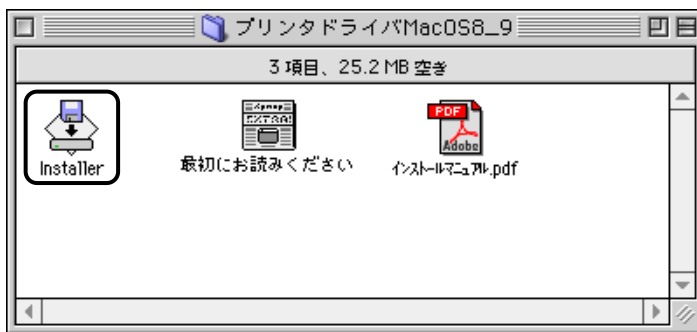 プリンタドライバMacOS8_9
3項目、25.2 MB 空き
Installer
最初にお読みください
インストールマニュアル.pdf
PDF
Adobe
EXTRA!